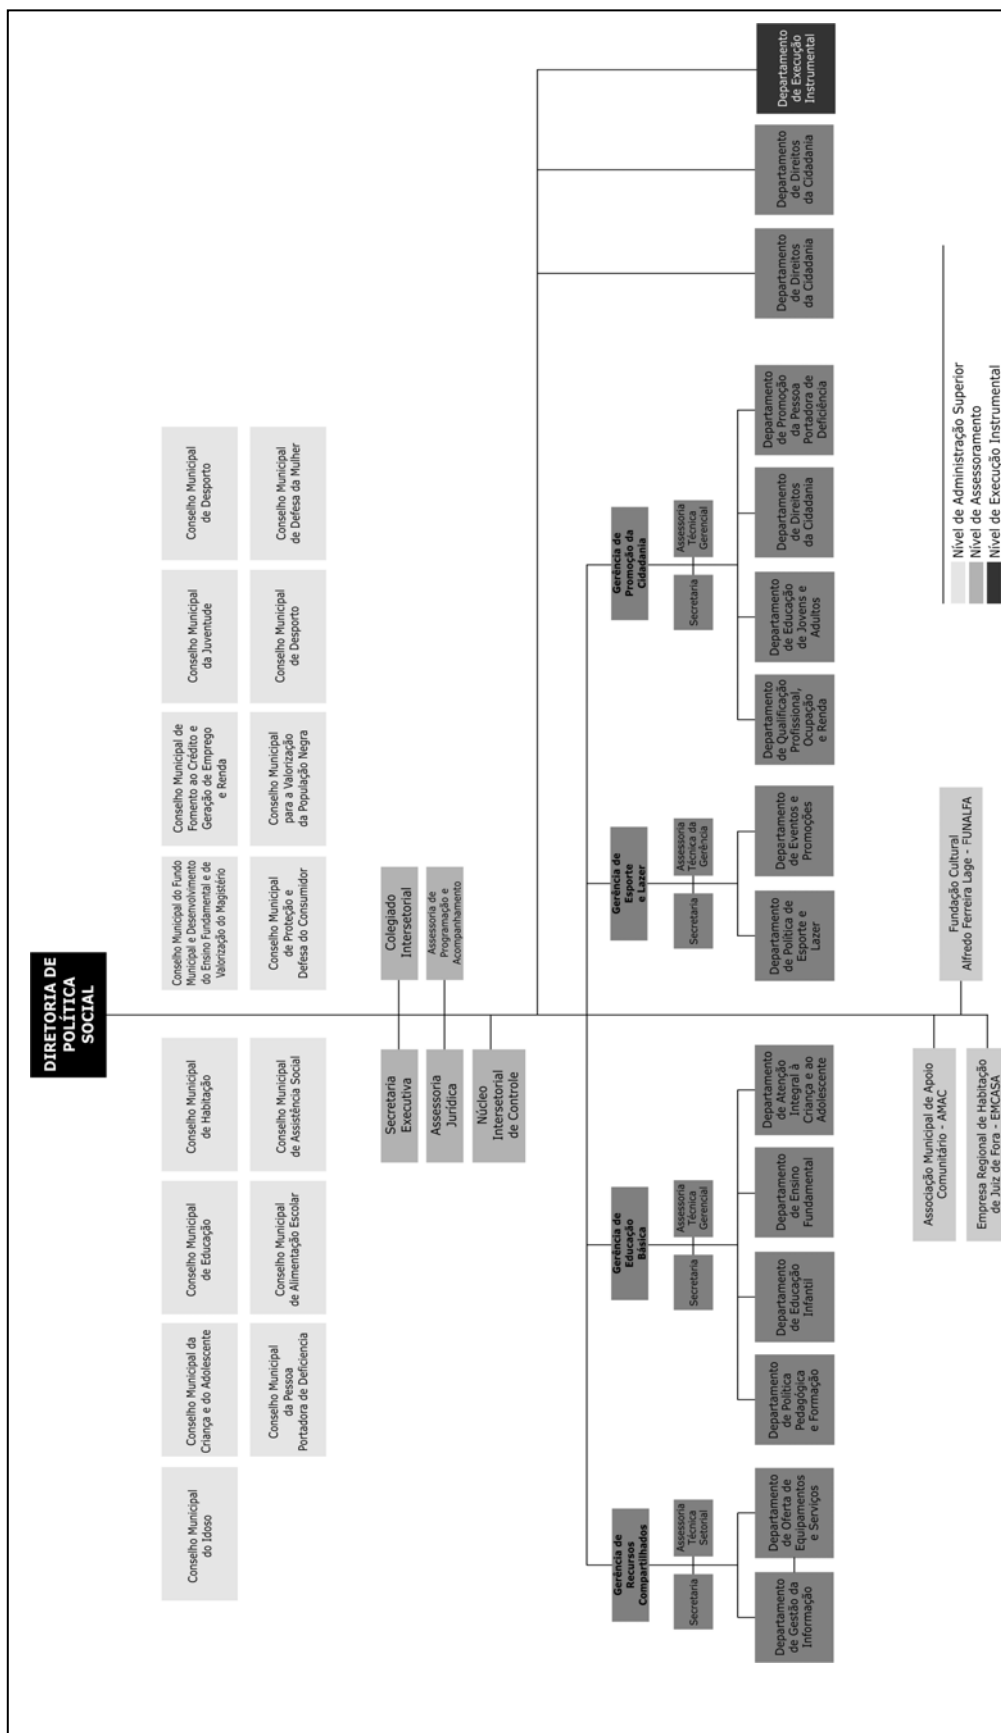 DIRETORIA DE
POLÍTICA
SOCIAL
Conselho Municipal
do Idoso
Conselho Municipal da
Criança e do Adolescente
Conselho Municipal
de Educação
Conselho Municipal
de Habitação
Conselho Municipal do Fundo
Municipal e Desenvolvimento
do Ensino Fundamental e de
Valorização do Magistério
Conselho Municipal de
Fomento ao Crédito e
Geração de Emprego
e Renda
Conselho Municipal
da Juventude
Conselho Municipal
de Desporto
Conselho Municipal
da Pessoa
Portadora de Deficiencia
Conselho Municipal
de Alimentação Escolar
Conselho Municipal
de Assistência Social
Conselho Municipal
de Proteção e
Defesa do Consumidor
Conselho Municipal
para a Valorização
da População Negra
Conselho Municipal
de Desporto
Conselho Municipal
de Defesa da Mulher
Secretaria
Executiva
Colegiado
Intersetorial
Assessoria
Jurídica
Assessoria de
Programação e
Acompanhamento
Núcleo
Intersetorial
de Controle
Gerência de
Recursos
Compartilhados
Gerência de
Educação
Básica
Gerência de
Esporte
e Lazer
Gerência de
Promoção da
Cidadania
Secretaria
Assessoria
Técnica
Setorial
Secretaria
Assessoria
Técnica
Gerencial
Secretaria
Assessoria
Técnica da
Gerência
Secretaria
Assessoria
Técnica
Gerencial
Departamento
de Gestão da
Informação
Departamento
de Oferta de
Equipamentos
e Serviços
Departamento
de Política
Pedagógica
e Formação
Departamento
de Educação
Infantil
Departamento
de Ensino
Fundamental
Departamento
de Atenção
Integral à
Criança e ao
Adolescente
Departamento
de Política de
Esporte e
Lazer
Departamento
de Eventos e
Promoções
Departamento
de Qualificação
Profissional,
Ocupação
e Renda
Departamento
de Educação
de Jovens e
Adultos
Departamento
de Direitos
da Cidadania
Departamento
de Promoção
da Pessoa
Portadora de
Deficiência
Departamento
de Direitos
da Cidadania
Departamento
de Direitos
da Cidadania
Departamento
de Execução
Instrumental
Associação Municipal de Apoio
Comunitário - AMAC
Fundação Cultural
Alfredo Ferreira Lage - FUNALFA
Empresa Regional de Habitação
de Juiz de Fora - EMCASA
Nível de Administração Superior
Nível de Assessoramento
Nível de Execução Instrumental